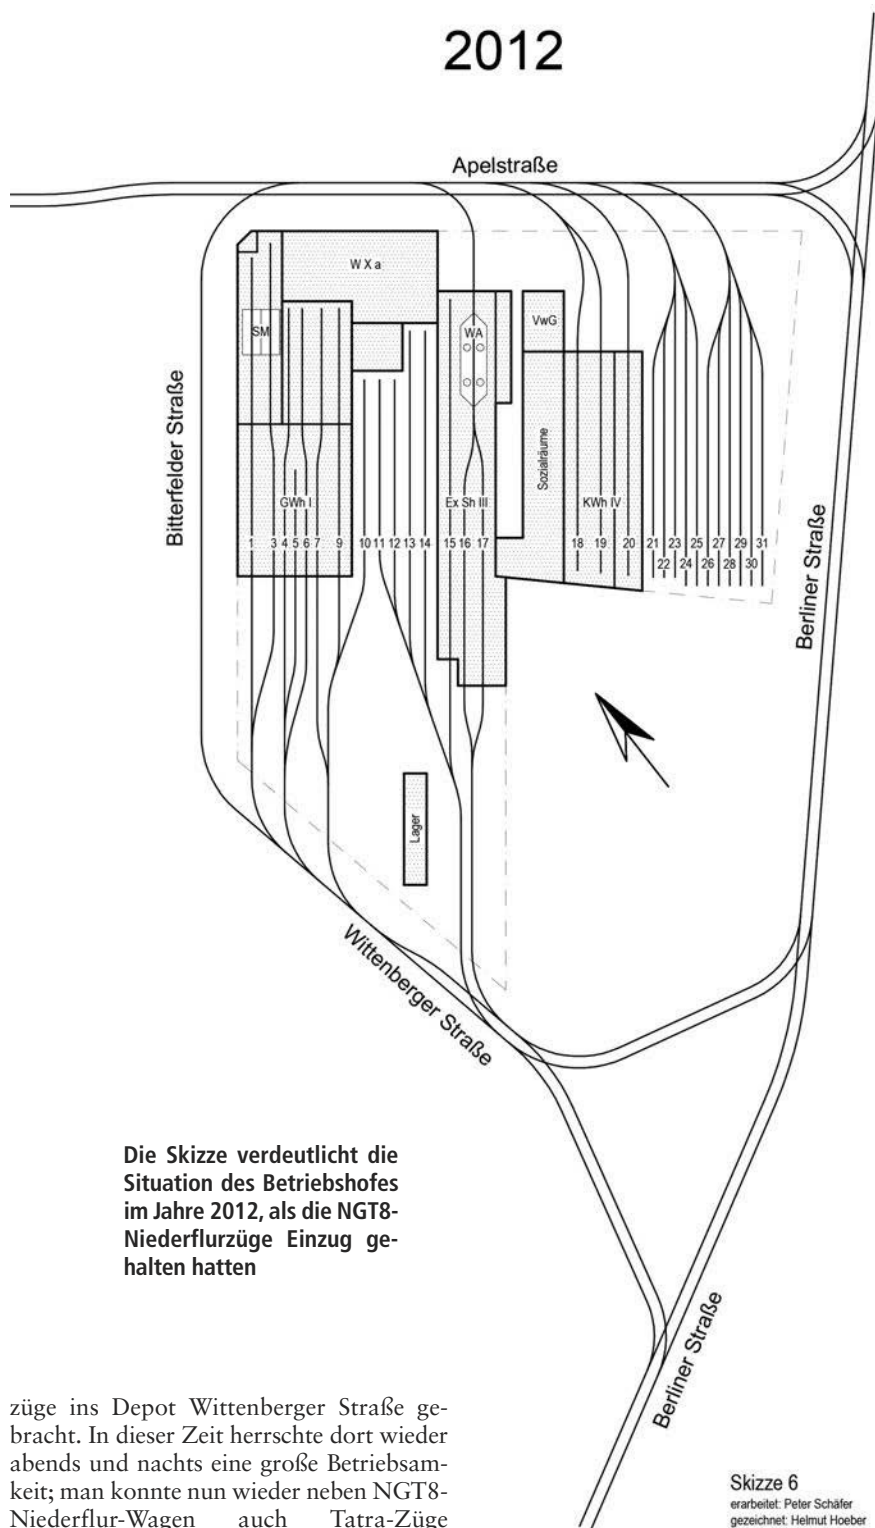 2012
Apelstraße
W X a
SM
WA
VwG
Bitterfelder Straße
Sozialräume
GWh I
Ex Sh III
KWh IV
1 3 4 5 6 7 9 10 11 12 13 14 15 16 17 18 19 20 21 23 25 27 29 31
22 24 26 28 30
Berliner Straße
Lager
Wittenberger Straße
Die Skizze verdeutlicht die
Situation des Betriebshofes
im Jahre 2012, als die NGT8-
Niederflurzüge Einzug ge-
halten hatten
Berliner Straße
züge ins Depot Wittenberger Straße ge-
bracht. In dieser Zeit herrschte dort wieder
abends und nachts eine große Betriebsam-
keit; man konnte nun wieder neben NGT8-
Niederflur-Wagen auch Tatra-Züge
Skizze 6
erarbeitet: Peter Schäfer
gezeichnet: Helmut Hoeber